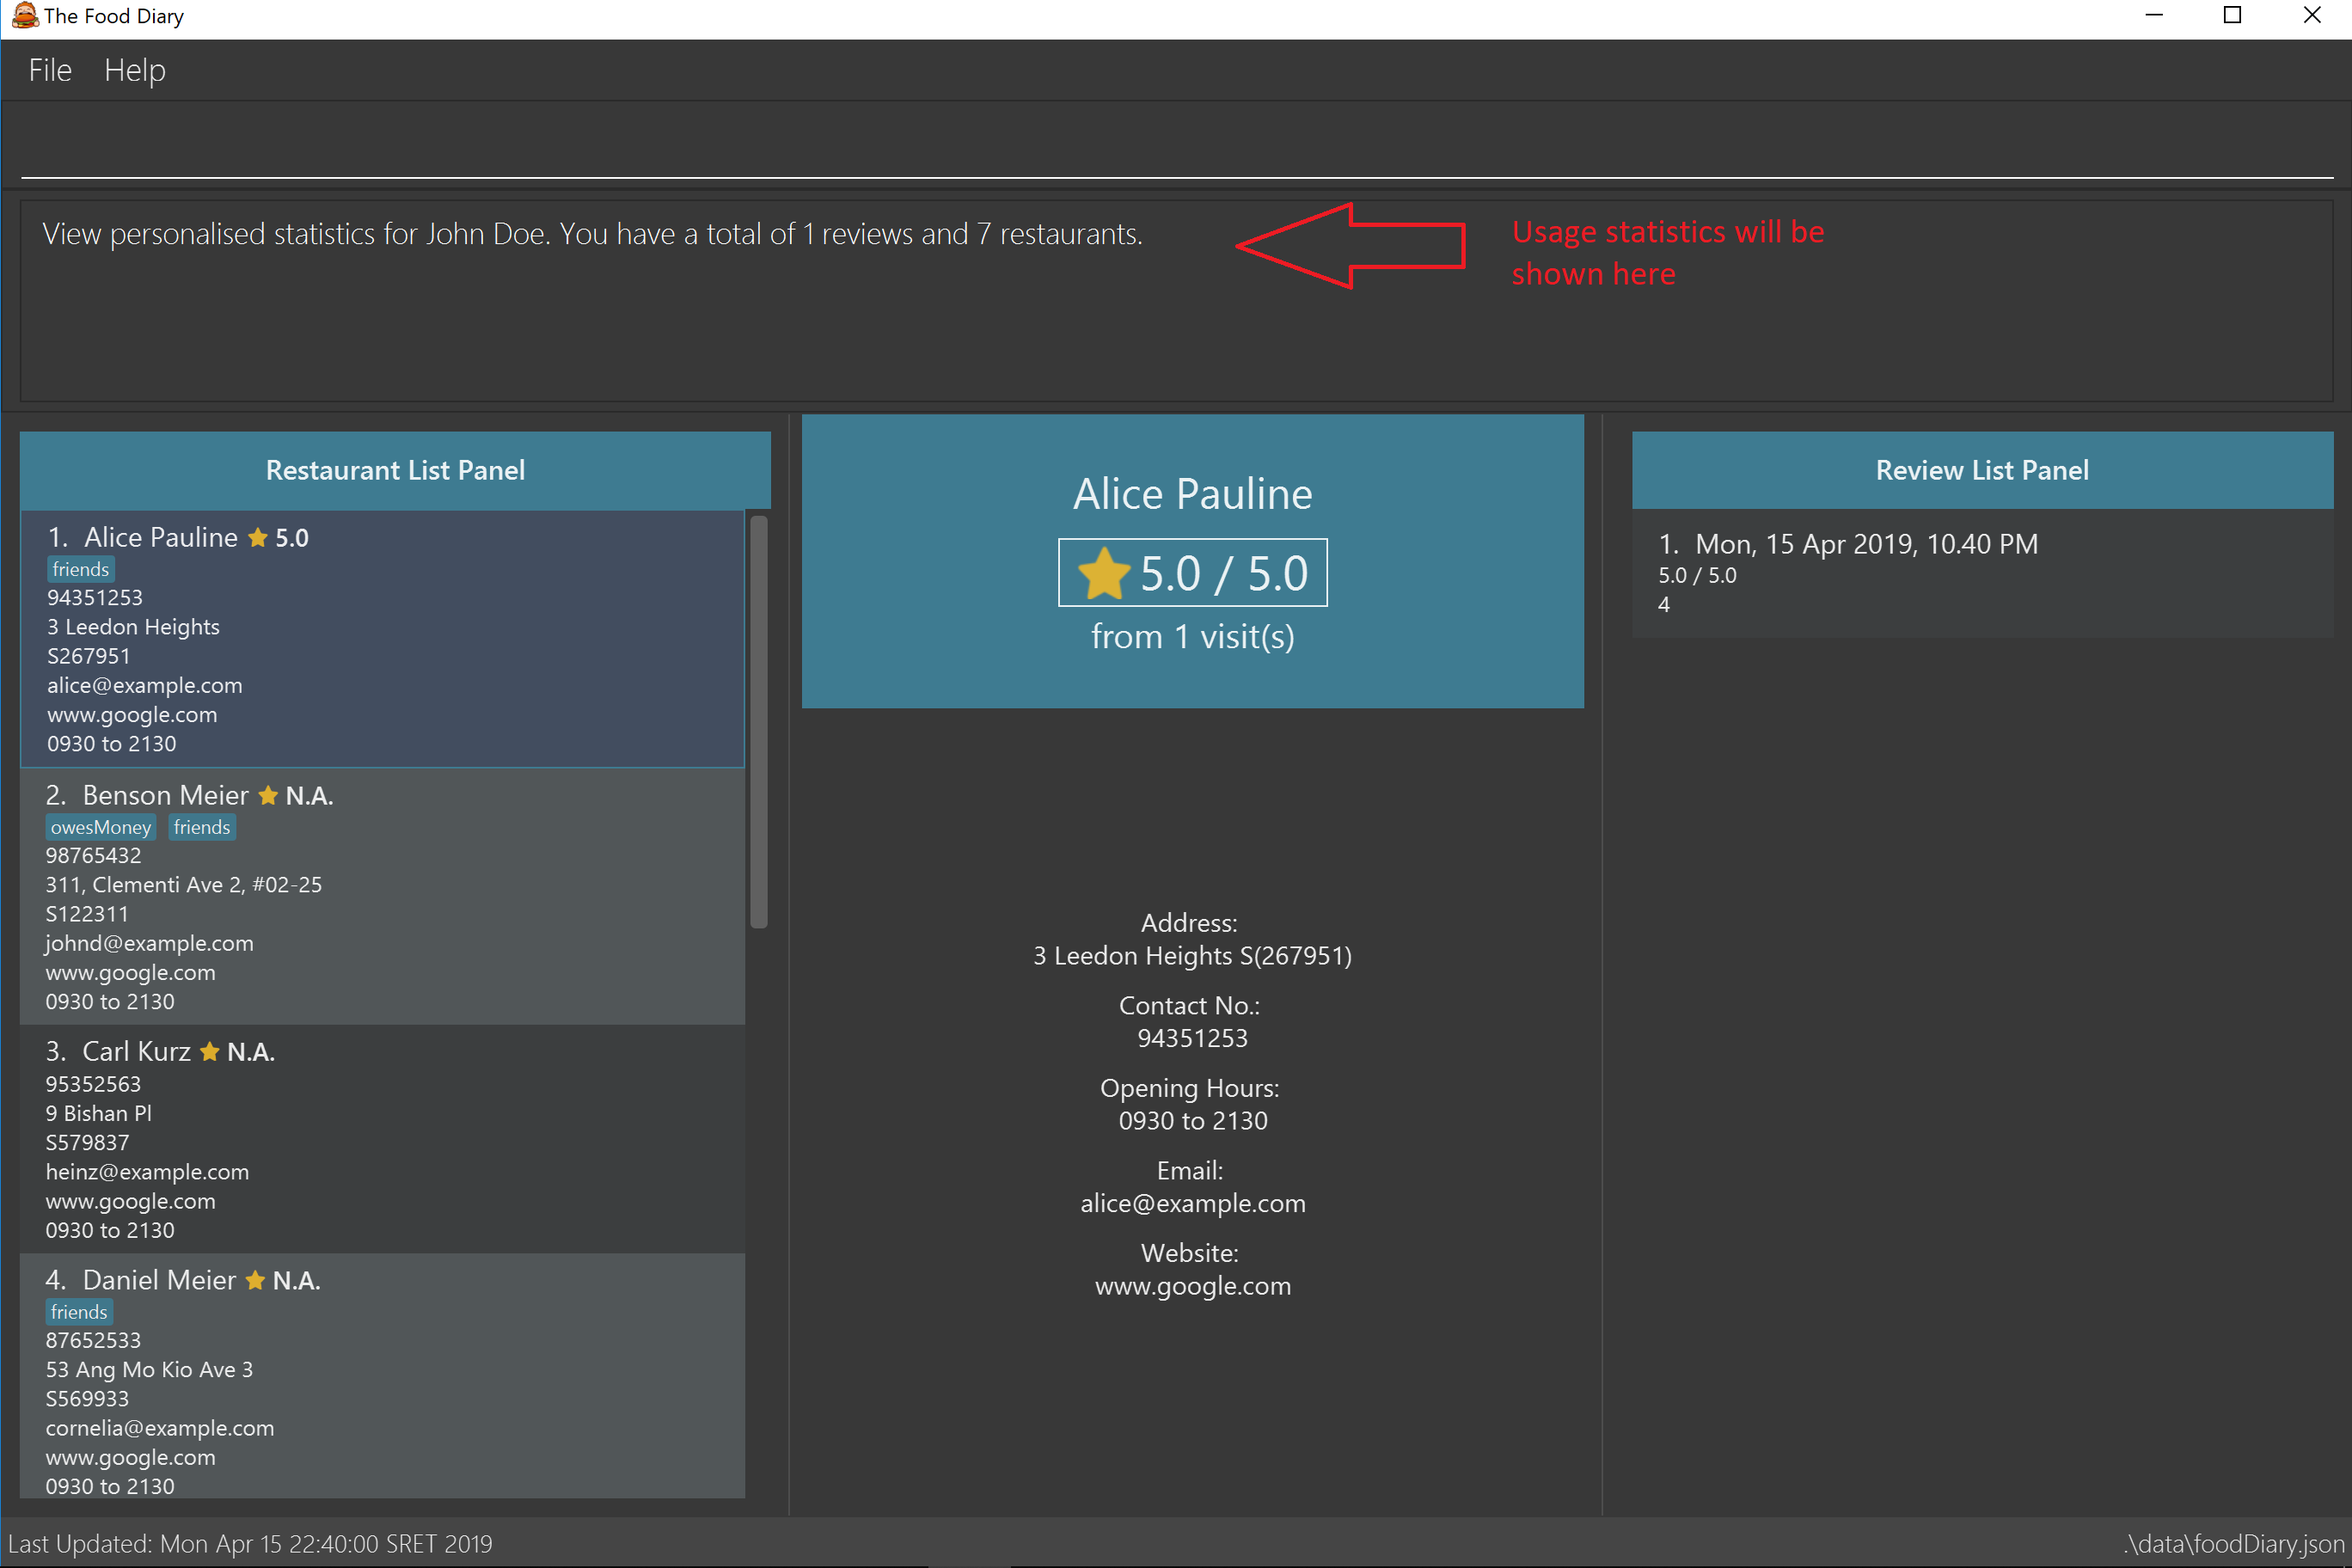 The Food Diary
File Help
View personalised statistics for John Doe. You have a total of 1 reviews and 7 restaurants.
Usage statistics will be
shown here
Restaurant List Panel
1. Alice Pauline 5.0
friends
94351253
3 Leedon Heights
S267951
alice@example.com
www.google.com
0930 to 2130
2. Benson Meier N.A.
owesMoney friends
98765432
311, Clementi Ave 2, #02-25
S122311
johnd@example.com
www.google.com
0930 to 2130
3. Carl Kurz N.A.
95352563
9 Bishan Pl
S579837
heinz@example.com
www.google.com
0930 to 2130
4. Daniel Meier N.A.
friends
87652533
53 Ang Mo Kio Ave 3
S569933
cornelia@example.com
www.google.com
0930 to 2130
Alice Pauline
5.0 / 5.0
from 1 visit(s)
Address:
3 Leedon Heights S(267951)
Contact No.:
94351253
Opening Hours:
0930 to 2130
Email:
alice@example.com
Website:
www.google.com
Review List Panel
1. Mon, 15 Apr 2019, 10.40 PM
5.0 / 5.0
4
Last Updated: Mon Apr 15 22:40:00 SRET 2019
.\data\foodDiary.json